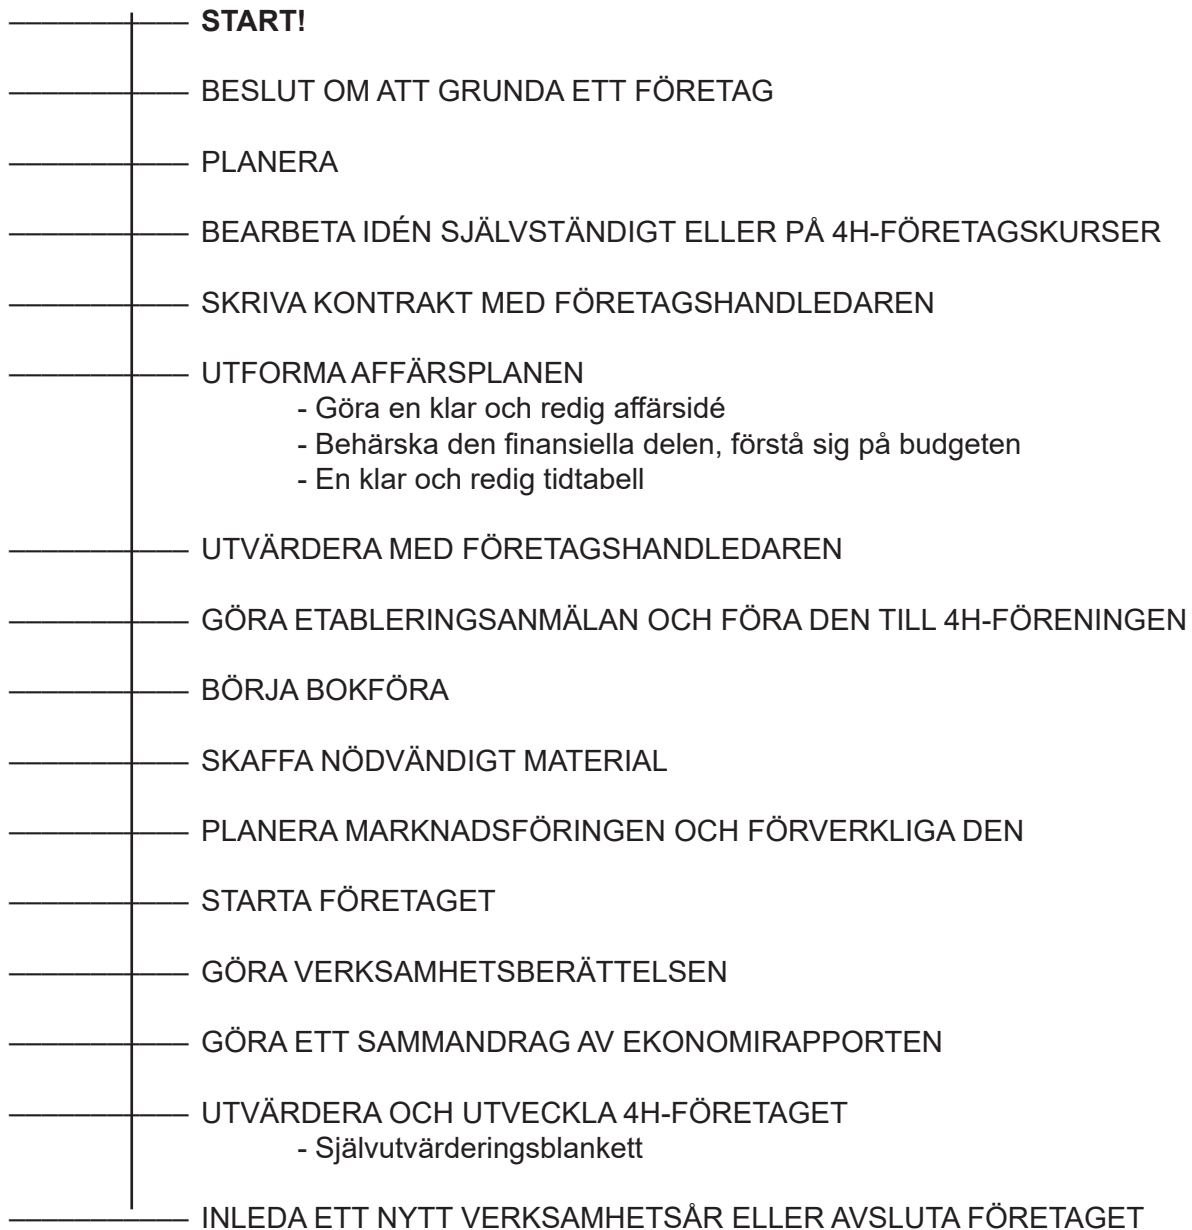 START!
BESLUT OM ATT GRUNDA ETT FÖRETAG
PLANERA
BEARBETA IDÉN SJÄLVSTÄNDIGT ELLER PÅ 4H-FÖRETAGSKURSER
SKRIVA KONTRAKT MED FÖRETAGSHANDLEDAREN
UTFORMA AFFÄRSPLANEN
- Göra en klar och redig affärsidé
- Behärska den finansiella delen, förstå sig på budgeten
- En klar och redig tidtabell
UTVÄRDERA MED FÖRETAGSHANDLEDAREN
GÖRA ETABLERINGSANMÄLAN OCH FÖRA DEN TILL 4H-FÖRENINGEN
BÖRJA BOKFÖRA
SKAFFA NÖDVÄNDIGT MATERIAL
PLANERA MARKNADSFÖRINGEN OCH FÖRVERKLIGA DEN
STARTA FÖRETAGET
GÖRA VERKSAMHETSBERÄTTELSEN
GÖRA ETT SAMMANDRAG AV EKONOMIRAPPORTEN
UTVÄRDERA OCH UTVECKLA 4H-FÖRETAGET
- Självutvärderingsblankett
INLEDA ETT NYTT VERKSAMHETSÅR ELLER AVSLUTA FÖRETAGET